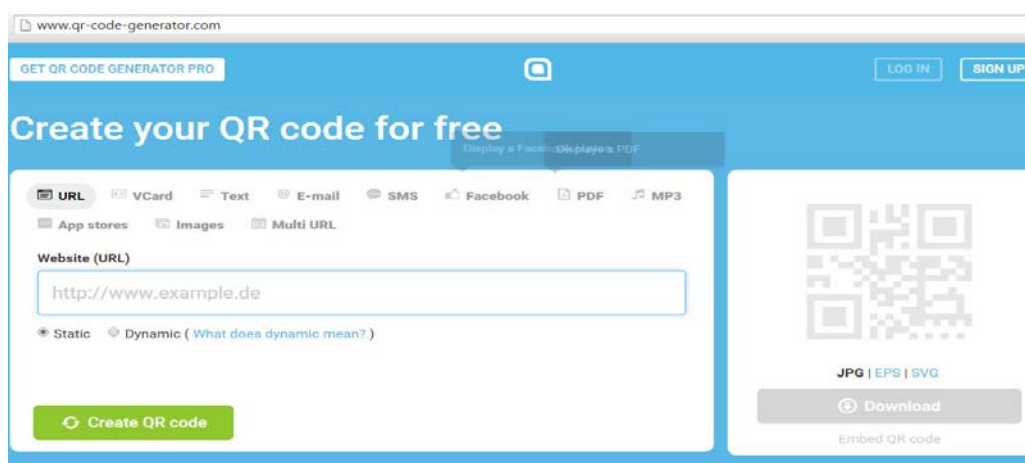 www.qr-code-generator.com
GET QR CODE GENERATOR PRO
LOG IN
SIGN UP
Create your QR code for free
URL VCard Text E-mail SMS Facebook PDF MP3
App stores Images Multi URL
Website (URL)
http://www.example.de
Static Dynamic ( What does dynamic mean? )
Create QR code
JPG | EPS | SVG
Download
Embed QR code